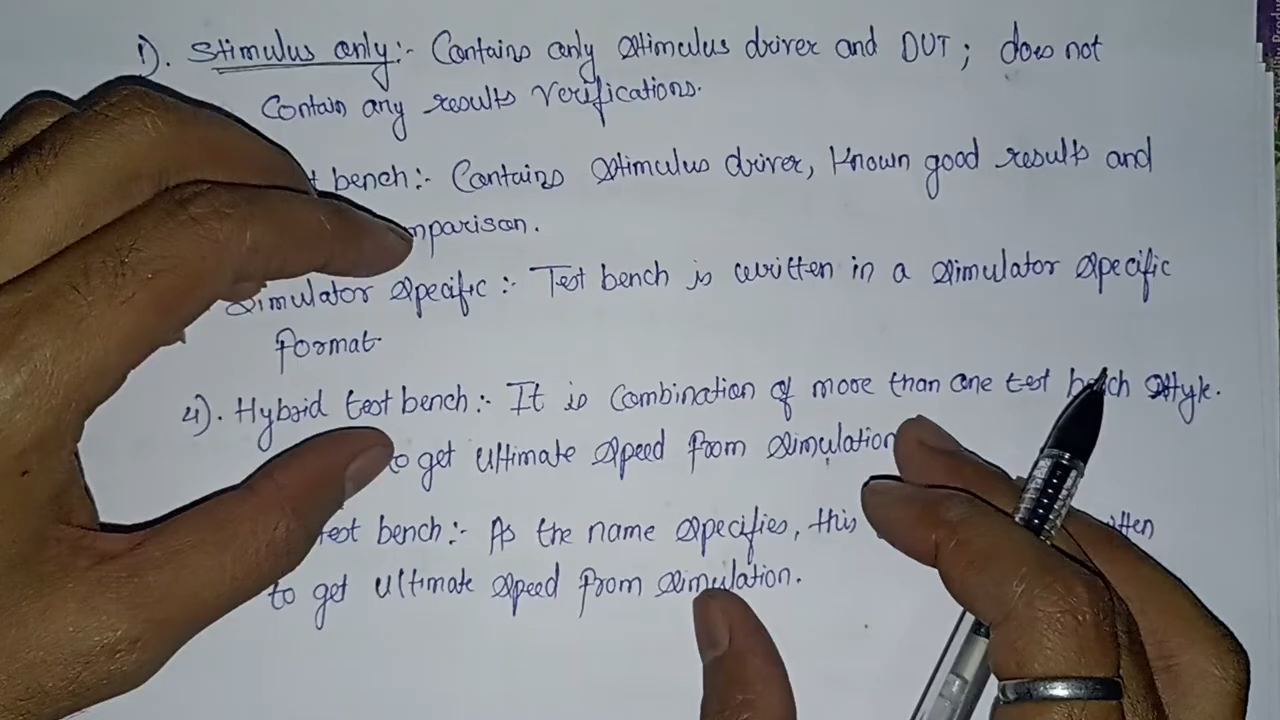 1). Stimulus only:- Contains only Stimulus driver and DUT; does not
Contain any results verifications.
bench:- Contains Stimulus driver, Known good results and
mparison.
Simulator Specific :- Test bench is written in a Simulator Specific
format.
4). Hybrid test bench:- It is Combination of more than one test bench Style.
to get ultimate Speed from Simulation
test bench:- As the name Specifies, this
to get ultimate Speed from Simulation.